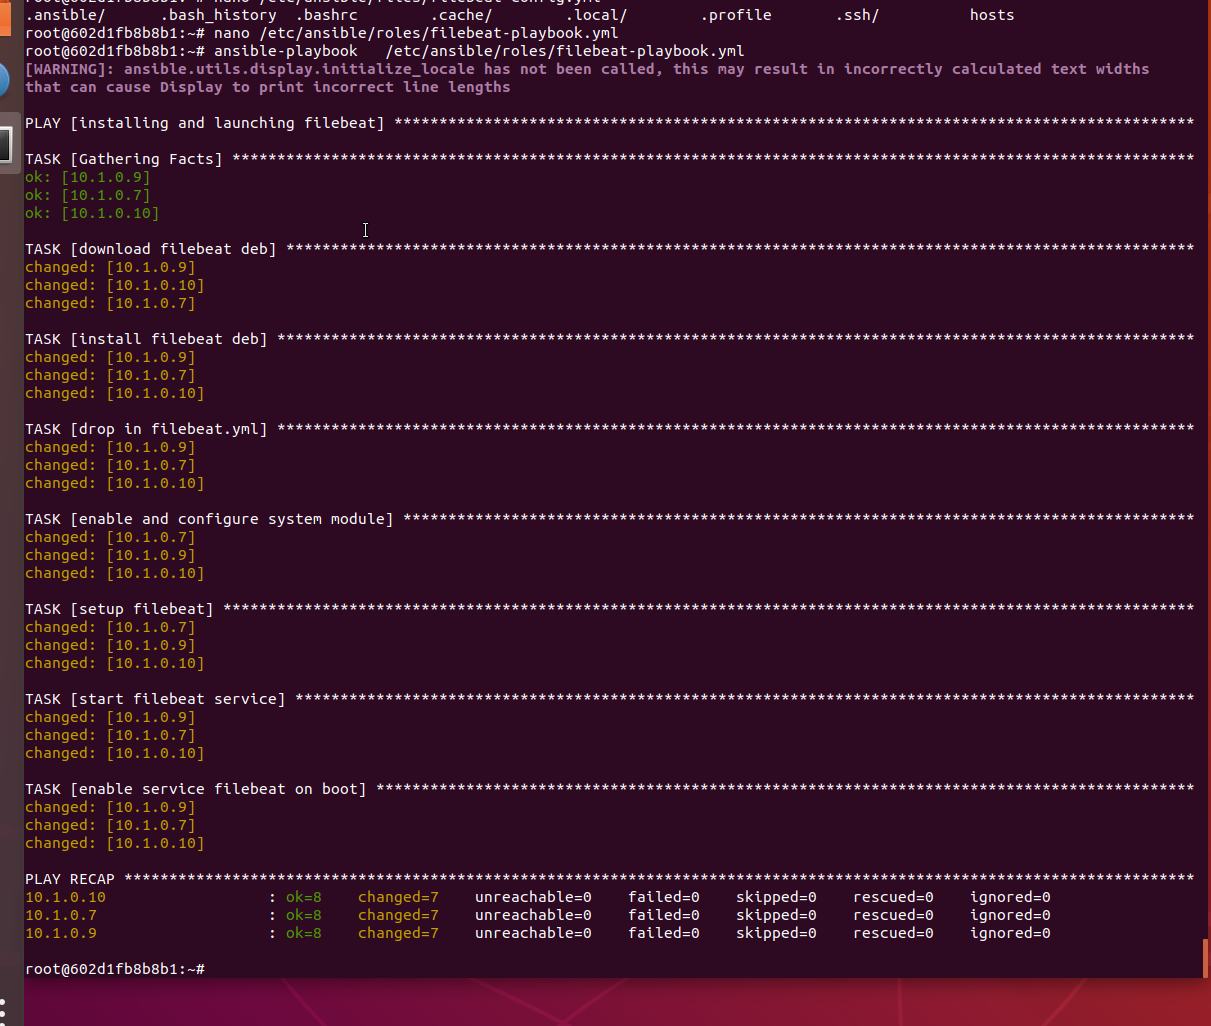 .ansible/ .bash_history .bashrc .cache/ .local/ .profile .ssh/ hosts
root@602d1fb8b8b1:~# nano /etc/ansible/roles/filebeat-playbook.yml
root@602d1fb8b8b1:~# ansible-playbook /etc/ansible/roles/filebeat-playbook.yml
[WARNING]: ansible.utils.display.initialize_locale has not been called, this may result in incorrectly calculated text widths
that can cause Display to print incorrect line lengths
PLAY [installing and launching filebeat] *****************************************************************************************
TASK [Gathering Facts] ***********************************************************************************************************
ok: [10.1.0.9]
ok: [10.1.0.7]
ok: [10.1.0.10]
TASK [download filebeat deb] *****************************************************************************************************
changed: [10.1.0.9]
changed: [10.1.0.10]
changed: [10.1.0.7]
TASK [install filebeat deb] ******************************************************************************************************
changed: [10.1.0.9]
changed: [10.1.0.7]
changed: [10.1.0.10]
TASK [drop in filebeat.yml] ******************************************************************************************************
changed: [10.1.0.9]
changed: [10.1.0.7]
changed: [10.1.0.10]
TASK [enable and configure system module] ****************************************************************************************
changed: [10.1.0.7]
changed: [10.1.0.9]
changed: [10.1.0.10]
TASK [setup filebeat] ************************************************************************************************************
changed: [10.1.0.7]
changed: [10.1.0.9]
changed: [10.1.0.10]
TASK [start filebeat service] ****************************************************************************************************
changed: [10.1.0.9]
changed: [10.1.0.7]
changed: [10.1.0.10]
TASK [enable service filebeat on boot] *******************************************************************************************
changed: [10.1.0.9]
changed: [10.1.0.7]
changed: [10.1.0.10]
PLAY RECAP ***********************************************************************************************************************
10.1.0.10 : ok=8 changed=7 unreachable=0 failed=0 skipped=0 rescued=0 ignored=0
10.1.0.7 : ok=8 changed=7 unreachable=0 failed=0 skipped=0 rescued=0 ignored=0
10.1.0.9 : ok=8 changed=7 unreachable=0 failed=0 skipped=0 rescued=0 ignored=0
root@602d1fb8b8b1:~#